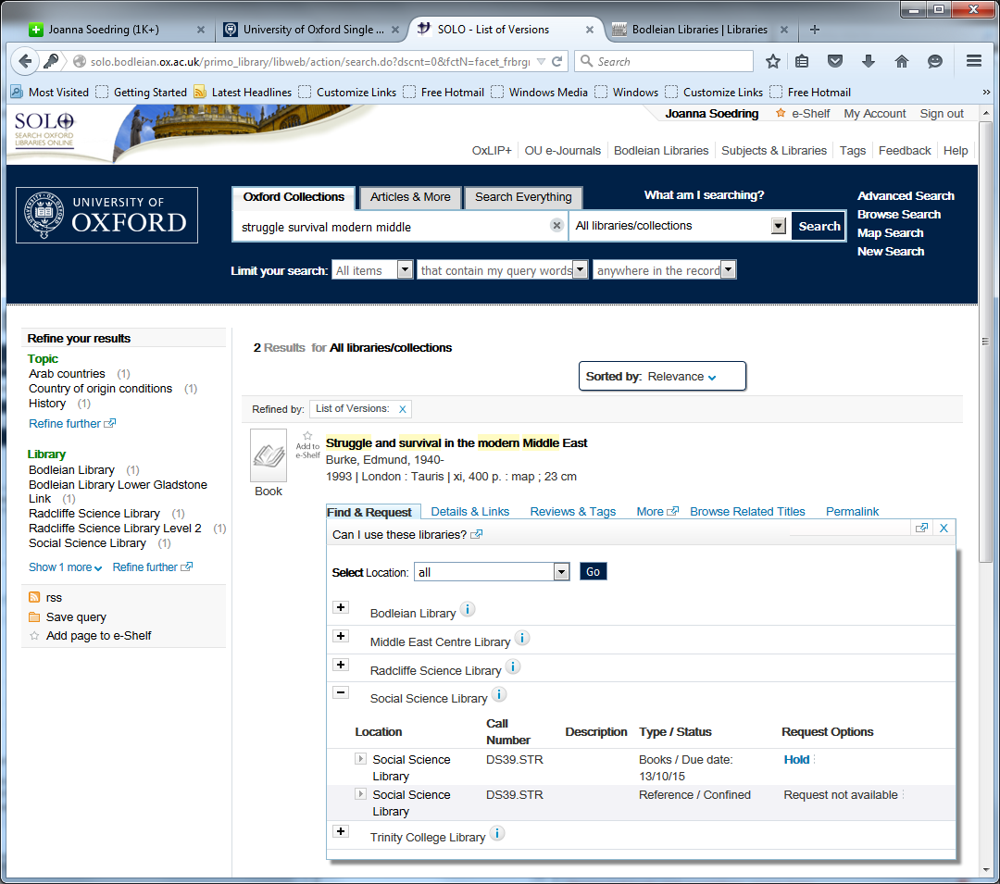 Joanna Soedring (1K+)
University of Oxford Single ...
SOLO - List of Versions
Bodleian Libraries | Libraries
solo.bodleian.ox.ac.uk/primo_library/libweb/action/search.do?dscnt=0&fctN=facet_frbrgr
Search
Most Visited
Getting Started
Latest Headlines
Customize Links
Free Hotmail
Windows Media
Windows
Customize Links
Free Hotmail
SOLO
SEARCH OXFORD
LIBRARIES ONLINE
Joanna Soedring
e-Shelf
My Account
Sign out
OxLIP+
OU e-Journals
Bodleian Libraries
Subjects & Libraries
Tags
Feedback
Help
UNIVERSITY OF
OXFORD
Oxford Collections
Articles & More
Search Everything
What am I searching?
struggle survival modern middle
All libraries/collections
Search
Advanced Search
Browse Search
Map Search
New Search
Limit your search:
All items
that contain my query words
anywhere in the record
Refine your results
Topic
Arab countries (1)
Country of origin conditions (1)
History (1)
Refine further
Library
Bodleian Library (1)
Bodleian Library Lower Gladstone
Link (1)
Radcliffe Science Library (1)
Radcliffe Science Library Level 2 (1)
Social Science Library (1)
Show 1 more
Refine further
rss
Save query
Add page to e-Shelf
2 Results for All libraries/collections
Sorted by: Relevance
Refined by:
List of Versions: X
Book
Add to
e-Shelf
Struggle and survival in the modern Middle East
Burke, Edmund, 1940-
1993 | London : Tauris | xi, 400 p. : map ; 23 cm
Find & Request
Details & Links
Reviews & Tags
More
Browse Related Titles
Permalink
Can I use these libraries?
X
Select Location:
all
Go
Bodleian Library
Middle East Centre Library
Radcliffe Science Library
Social Science Library
Location
Call
Number
Description
Type / Status
Request Options
Social Science
Library
DS39.STR
Books / Due date:
13/10/15
Hold
Social Science
Library
DS39.STR
Reference / Confined
Request not available
Trinity College Library